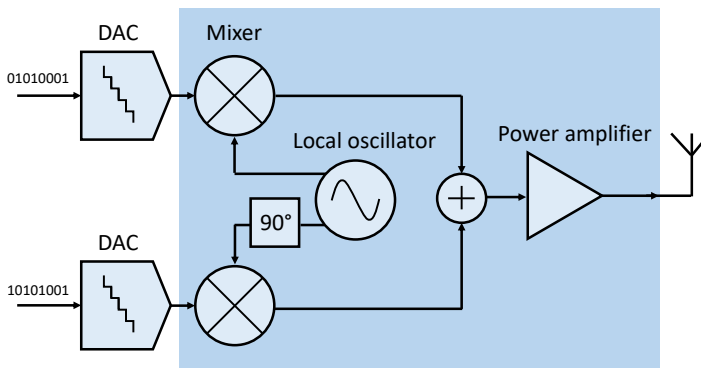 DAC
Mixer
01010001
Local oscillator
Power amplifier
90°
DAC
10101001